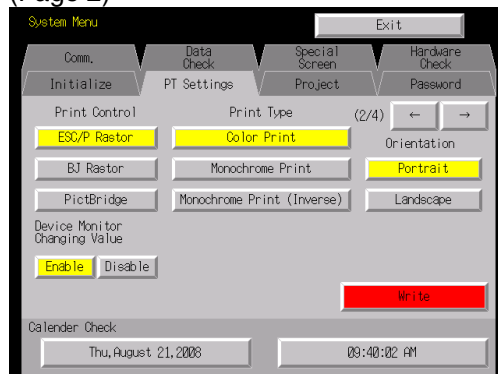 (Page 2)
System Menu
Exit
Comm.
Data
Check
Special
Screen
Hardware
Check
Initialize
PT Settings
Project
Password
Print Control
Print Type
(2/4)
←
→
ESC/P Rastor
Color Print
Orientation
BJ Rastor
Monochrome Print
Portrait
PictBridge
Monochrome Print (Inverse)
Landscape
Device Monitor
Changing Value
Enable
Disable
Write
Calender Check
Thu,August 21,2008
09:40:02 AM